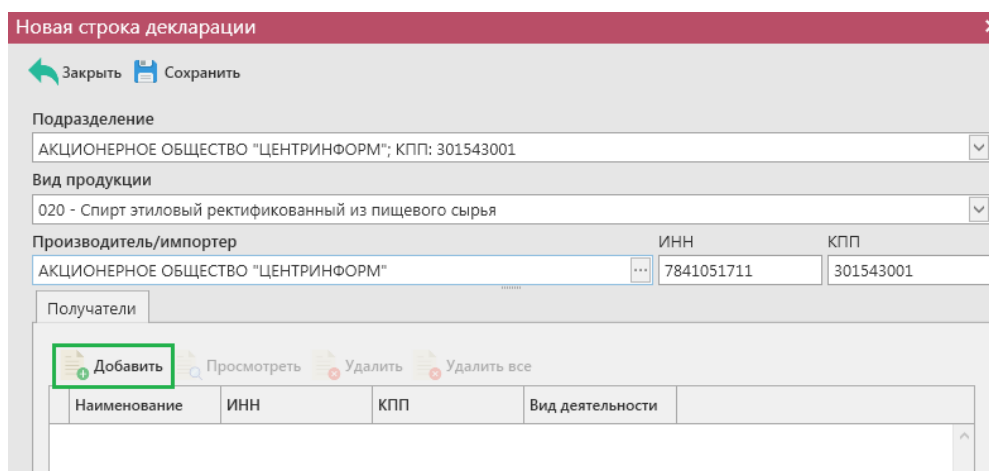 Новая строка декларации
Закрыть Сохранить
Подразделение
АКЦИОНЕРНОЕ ОБЩЕСТВО "ЦЕНТРИНФОРМ"; КПП: 301543001
Вид продукции
020 - Спирт этиловый ректификованный из пищевого сырья
Производитель/импортер ИНН КПП
АКЦИОНЕРНОЕ ОБЩЕСТВО "ЦЕНТРИНФОРМ" ... 7841051711 301543001
Получатели
Добавить Просмотреть Удалить Удалить все
Наименование ИНН КПП Вид деятельности